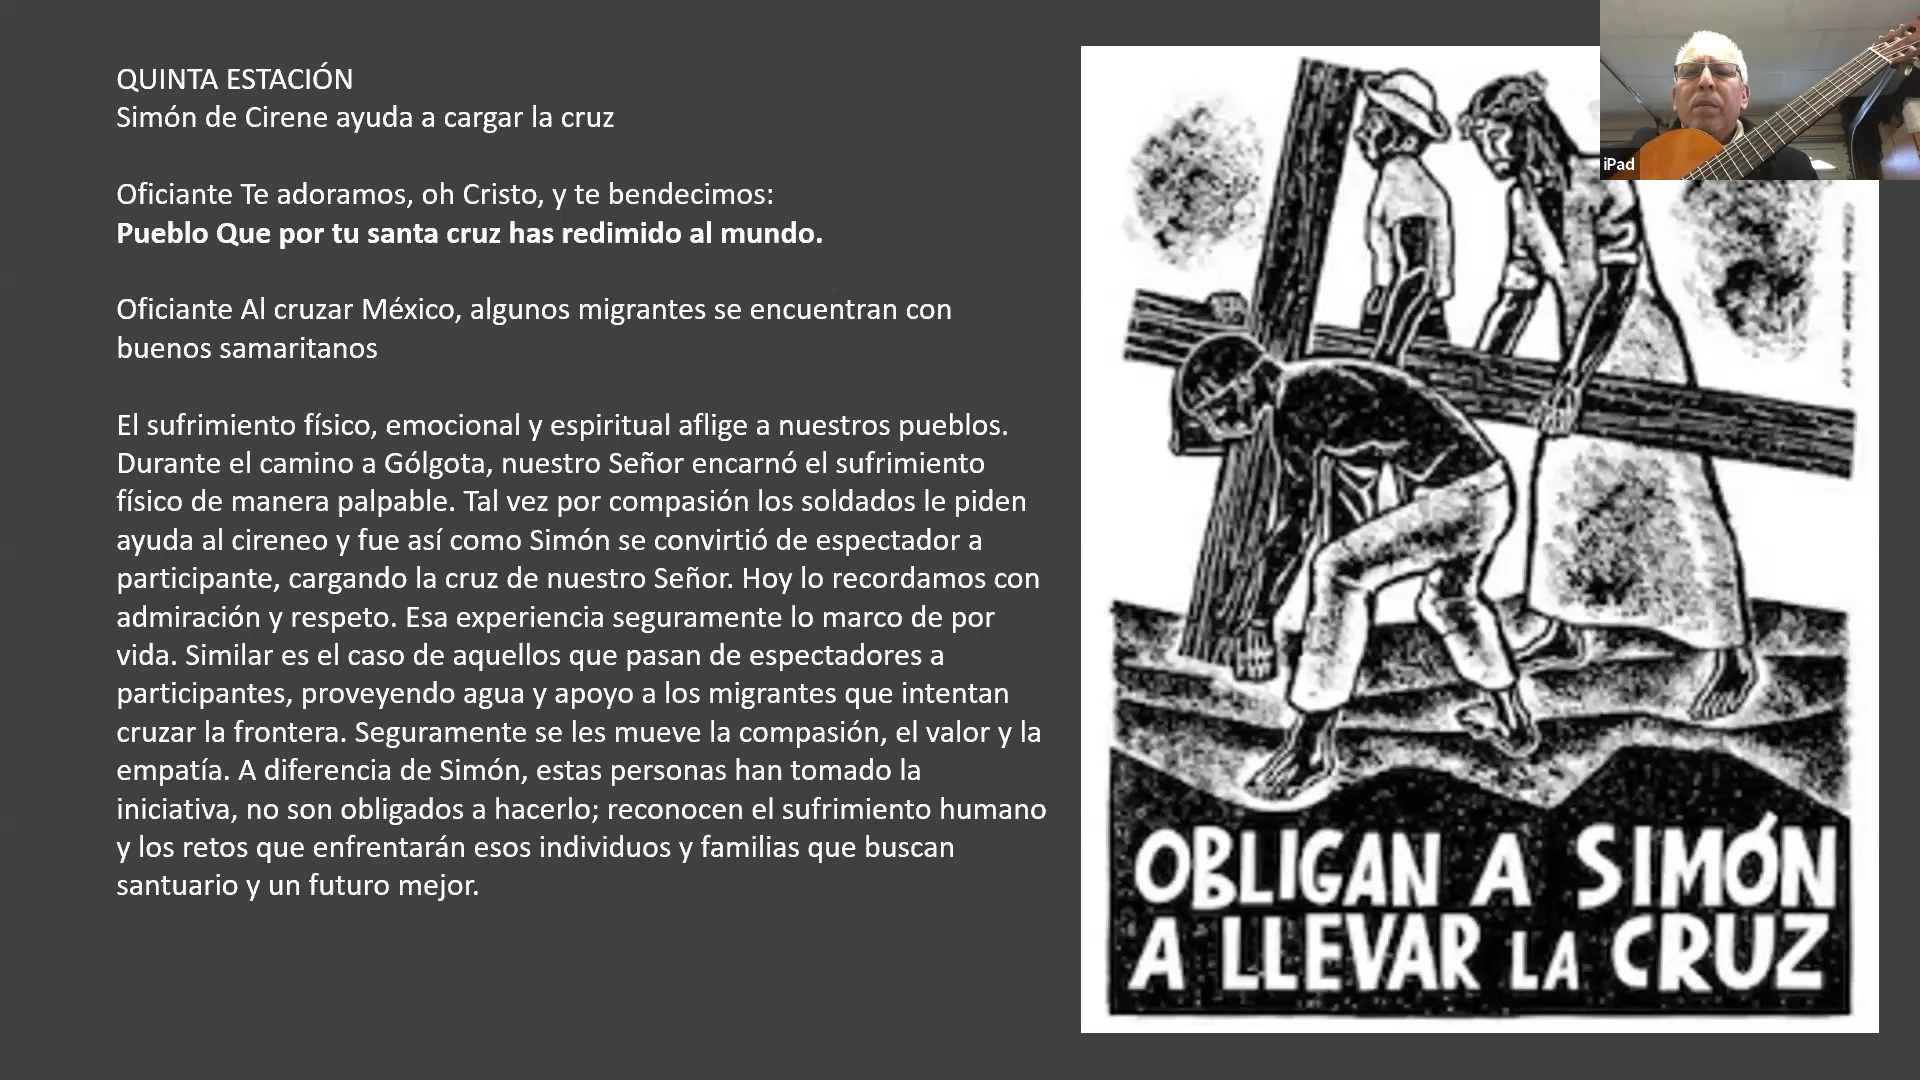 QUINTA ESTACIÓN
Simón de Cirene ayuda a cargar la cruz
Oficiante Te adoramos, oh Cristo, y te bendecimos:
Pueblo Que por tu santa cruz has redimido al mundo.
Oficiante Al cruzar México, algunos migrantes se encuentran con
buenos samaritanos
El sufrimiento físico, emocional y espiritual aflige a nuestros pueblos.
Durante el camino a Gólgota, nuestro Señor encarnó el sufrimiento
físico de manera palpable. Tal vez por compasión los soldados le piden
ayuda al cireneo y fue así como Simón se convirtió de espectador a
participante, cargando la cruz de nuestro Señor. Hoy lo recordamos con
admiración y respeto. Esa experiencia seguramente lo marco de por
vida. Similar es el caso de aquellos que pasan de espectadores a
participantes, proveyendo agua y apoyo a los migrantes que intentan
cruzar la frontera. Seguramente se les mueve la compasión, el valor y la
empatía. A diferencia de Simón, estas personas han tomado la
iniciativa, no son obligados a hacerlo; reconocen el sufrimiento humano
y los retos que enfrentarán esos individuos y familias que buscan
santuario y un futuro mejor.
iPad
OBLIGAN A SIMÓN
A LLEVAR LA CRUZ